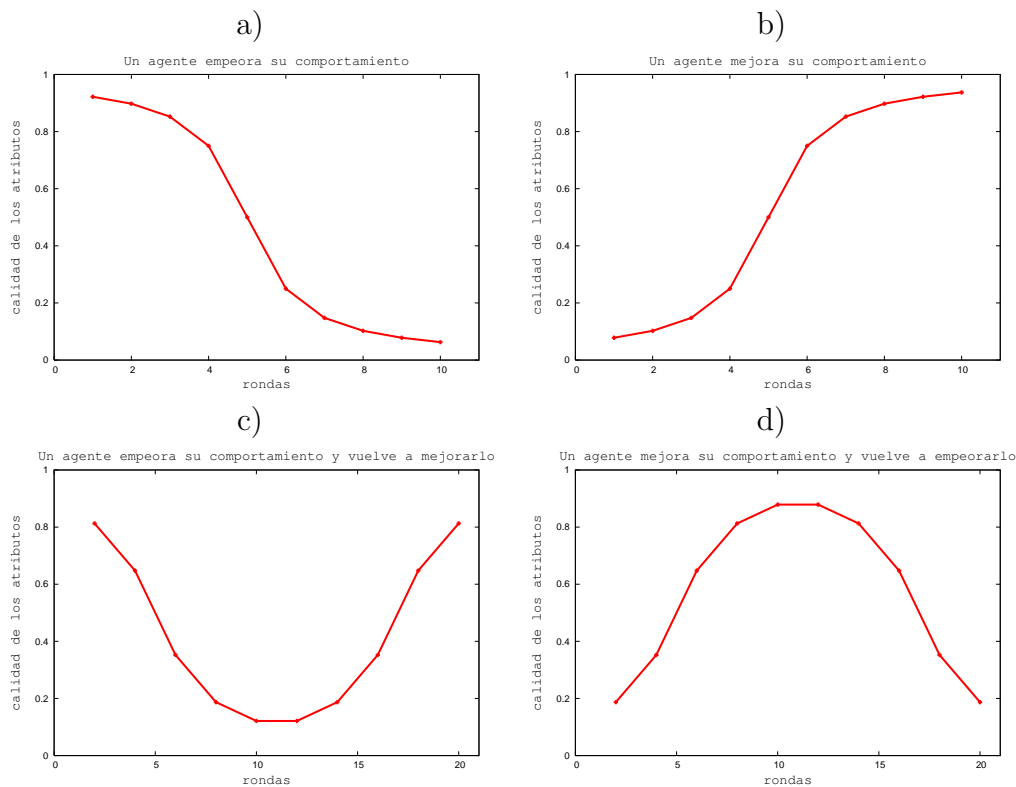 a)
Un agente empeora su comportamiento
1
0.8
0.6
0.4
0.2
0
0 2 4 6 8 10
calidad de los atributos
rondas
b)
Un agente mejora su comportamiento
1
0.8
0.6
0.4
0.2
0
0 2 4 6 8 10
calidad de los atributos
rondas
c)
Un agente empeora su comportamiento y vuelve a mejorarlo
1
0.8
0.6
0.4
0.2
0
0 5 10 15 20
calidad de los atributos
rondas
d)
Un agente mejora su comportamiento y vuelve a empeorarlo
1
0.8
0.6
0.4
0.2
0
0 5 10 15 20
calidad de los atributos
rondas